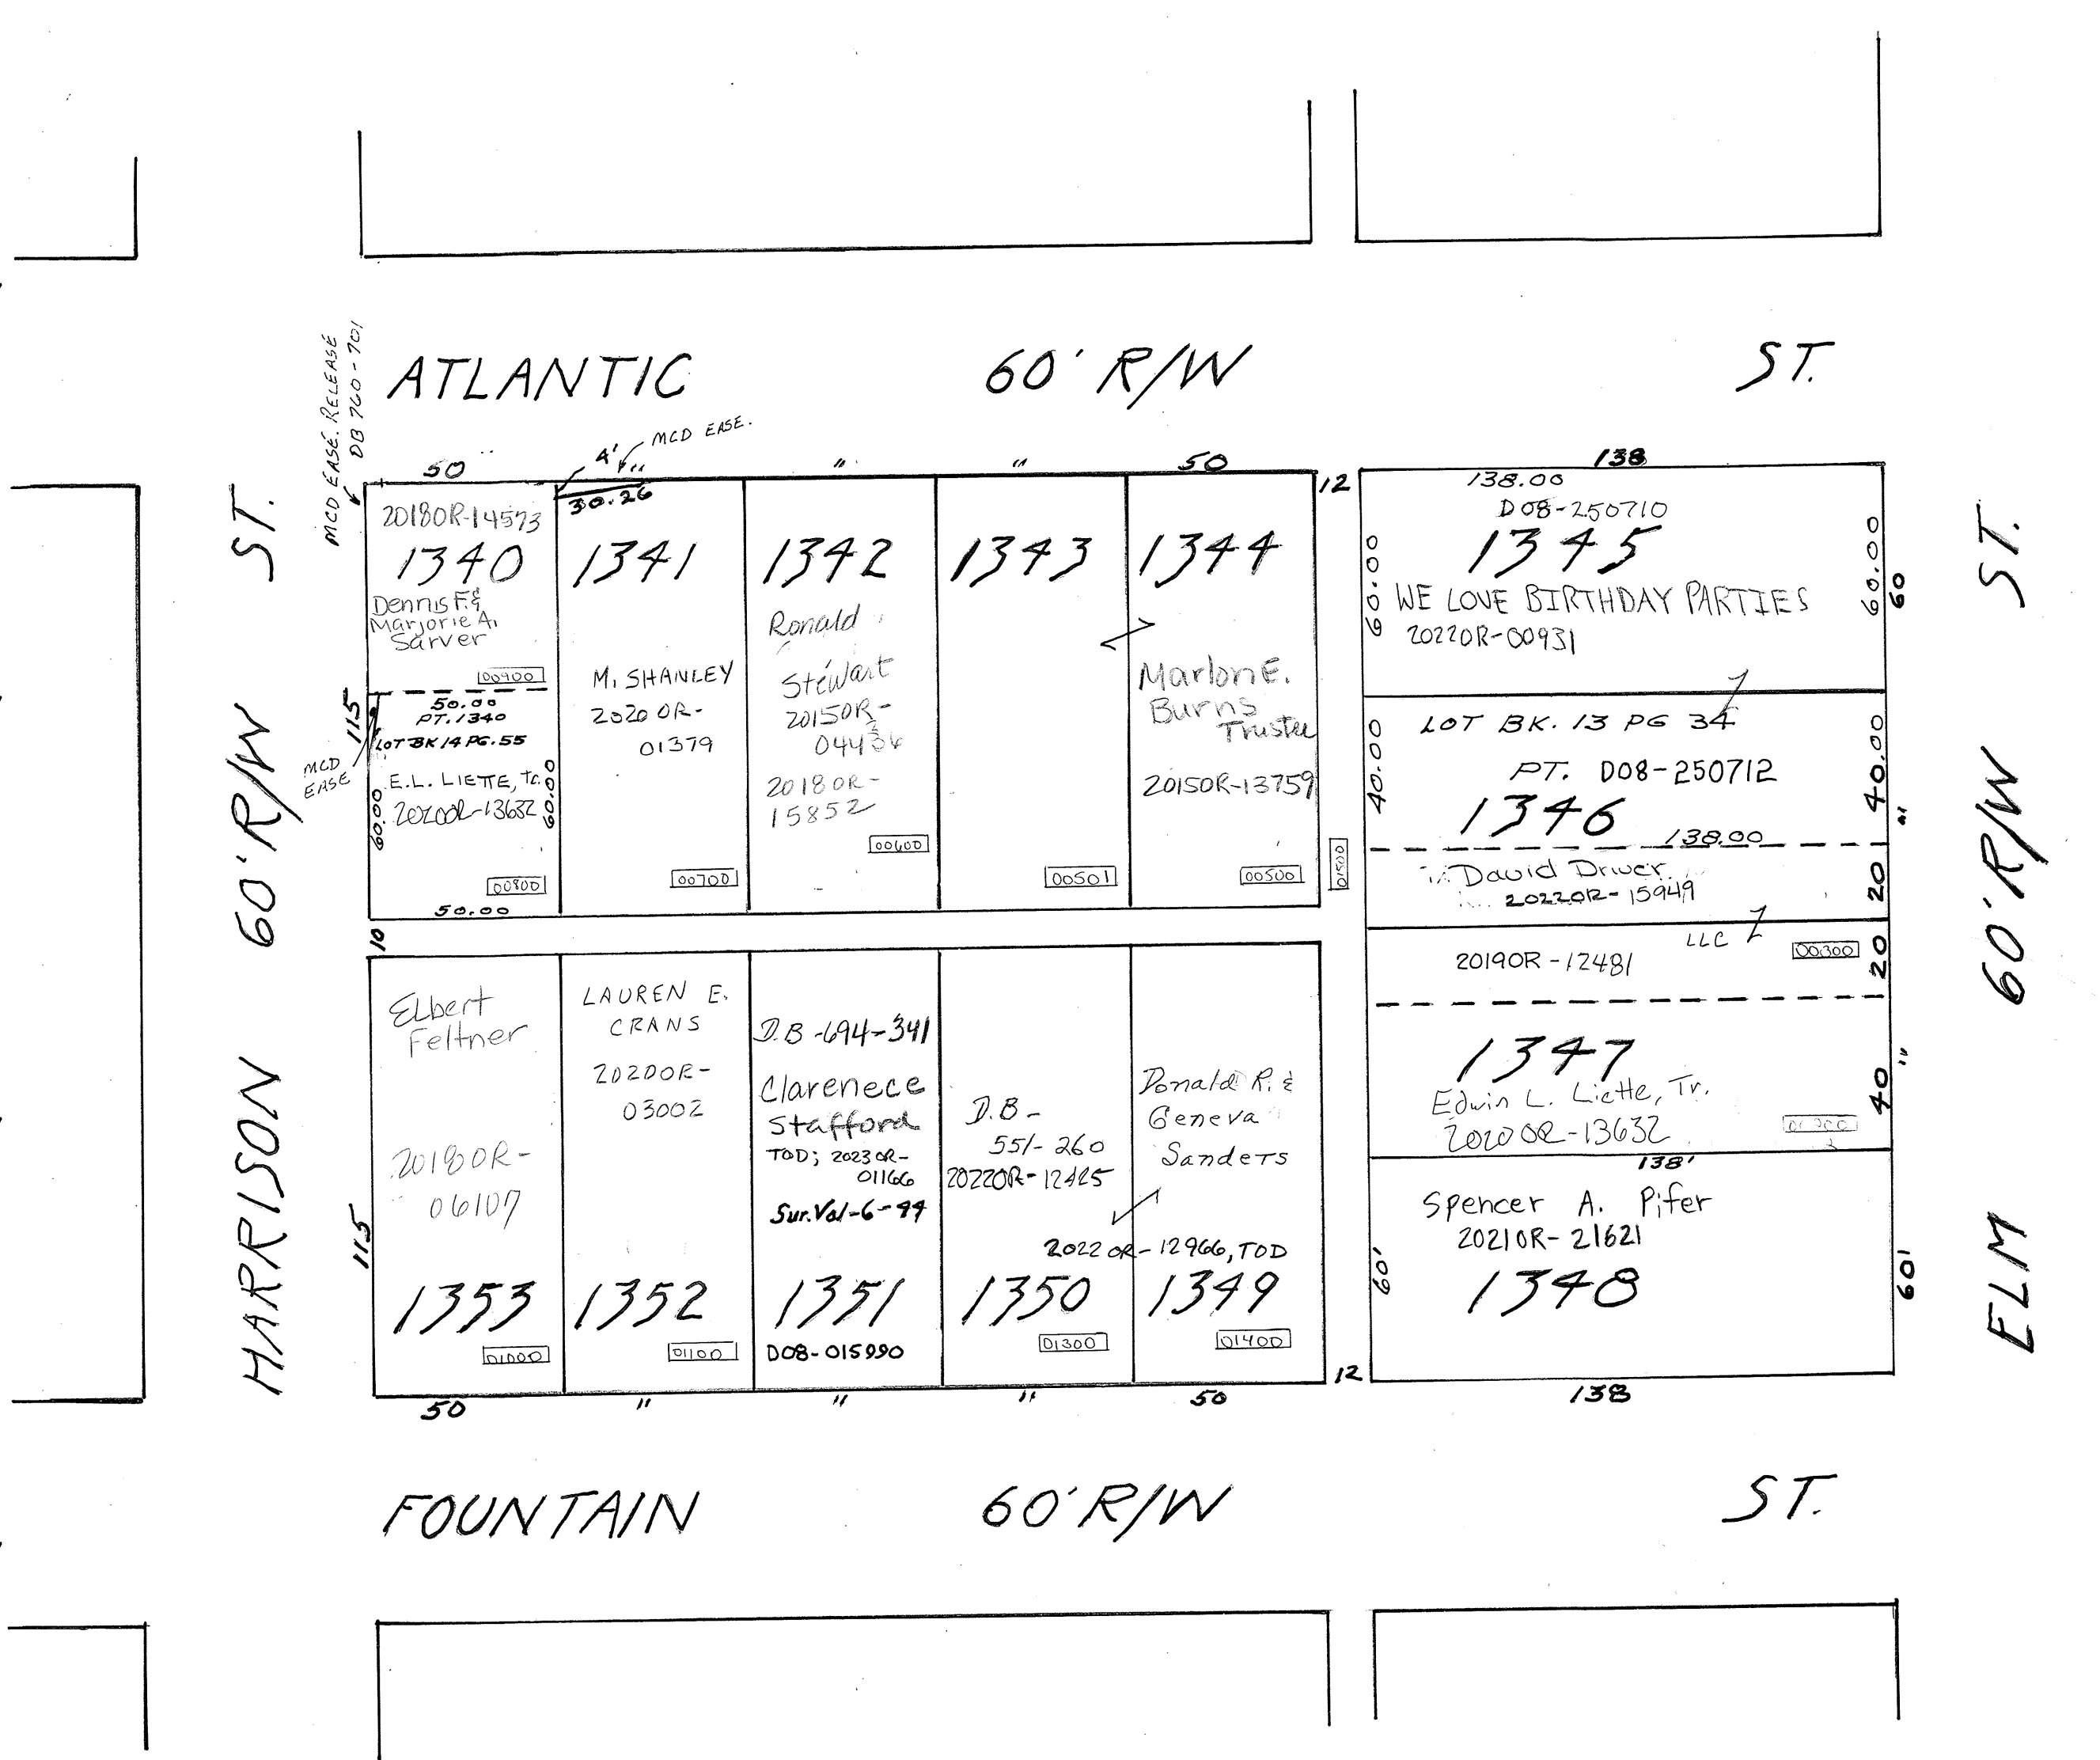 ATLANTIC 60' R/W ST.
MCD EASE. RELEASE
DB 760-701
MCD EASE.
50
4'
"
"
"
50
12
138
30.26
HARRISON 60' R/W ST.
ELM 60' R/W ST.
20180R-14573
1340
Dennis F. &
Marjorie A.
Sarver
00900
50.00
PT. 1340
LOT BK 14 PG. 55
E.L. LIETTE, Tr.
20200R-13632
60.00
60.00
00800
50.00
115
MCD
EASE
10
1341
M. SHANLEY
2020 OR-
01379
00700
1342
Ronald
Stewart
20150R-
04436
20180R-
15852
00600
1343
00501
1344
Marlon E.
Burns
Trustee
20150R-13759
00500
01500
138.00
D08-250710
1345
WE LOVE BIRTHDAY PARTIES
20220R-00931
60.00
60.00
60
LOT BK. 13 PG 34
PT. D08-250712
1346
138.00
40.00
40.00
"
David Driver
20220R-15949
20
LLC
20190R-12481
00300
20
1347
Edwin L. Liette, Tr.
2020 OR-13632
40
"
138'
Spencer A. Pifer
20210R-21621
1348
60'
60'
138
12
Elbert
Feltner
20180R-
06107
1353
01000
115
50
LAUREN E.
CRANS
20200R-
03002
1352
01100
"
D.B-694-341
Clarenece
Stafford
TOD; 2023 OR-
01166
Sur. Vol-6-99
1351
D08-015990
"
D.B-
551-260
20220R-12425
1350
01300
"
Donald R. &
Geneva
Sanders
2022 OR-12966, TOD
1349
01400
50
FOUNTAIN 60' R/W ST.